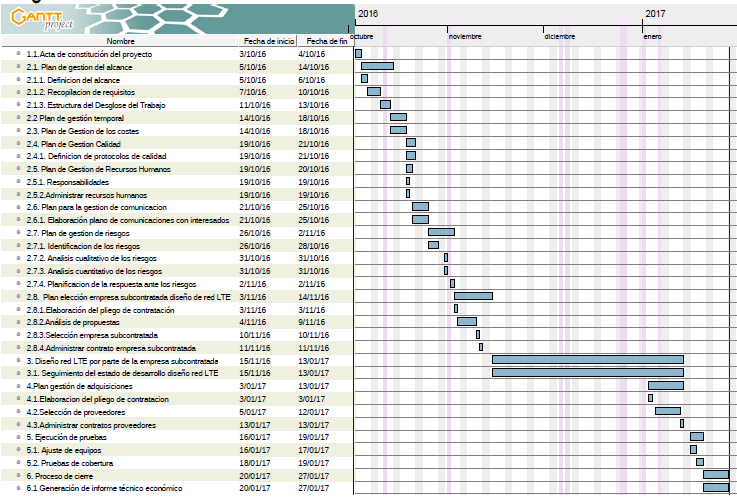 GANTT project
2016
2017
octubre
noviembre
diciembre
enero
Nombre Fecha de inicio Fecha de fin
1.1.Acta de constitución del proyecto 3/10/16 4/10/16
2.1. Plan de gestion del alcance 5/10/16 14/10/16
2.1.1. Definicion del alcance 5/10/16 6/10/16
2.1.2. Recopilacion de requisitos 7/10/16 10/10/16
2.1.3. Estructura del Desglose del Trabajo 11/10/16 13/10/16
2.2 Plan de gestión temporal 14/10/16 18/10/16
2.3. Plan de Gestion de los costes 14/10/16 18/10/16
2.4. Plan de Gestion Calidad 19/10/16 21/10/16
2.4.1. Definicion de protocolos de calidad 19/10/16 21/10/16
2.5. Plan de Gestion de Recursos Humanos 19/10/16 20/10/16
2.5.1. Responsabilidades 19/10/16 19/10/16
2.5.2.Administrar recursos humanos 19/10/16 19/10/16
2.6. Plan para la gestion de comunicacion 21/10/16 25/10/16
2.6.1. Elaboración plano de comunicaciones con interesados 21/10/16 25/10/16
2.7. Plan de gestion de riesgos 26/10/16 2/11/16
2.7.1. Identificacion de los riesgos 26/10/16 28/10/16
2.7.2. Analisis cualitativo de los riesgos 31/10/16 31/10/16
2.7.3. Analisis cuantitativo de los riesgos 31/10/16 31/10/16
2.7.4. Planificacion de la respuesta ante los riesgos 2/11/16 2/11/16
2.8. Plan elección empresa subcontratada diseño de red LTE 3/11/16 14/11/16
2.8.1.Elaboración del pliego de contratación 3/11/16 3/11/16
2.8.2.Análisis de propuestas 4/11/16 9/11/16
2.8.3.Selección empresa subcontratada 10/11/16 10/11/16
2.8.4.Administrar contrato empresa subcontratada 11/11/16 11/11/16
3. Diseño red LTE por parte de la empresa subcontratada 15/11/16 13/01/17
3.1. Seguimiento del estado de desarrollo diseño red LTE 15/11/16 13/01/17
4.Plan gestión de adquisiciones 3/01/17 13/01/17
4.1.Elaboracion del pliego de contratacion 3/01/17 3/01/17
4.2.Selección de proveedores 5/01/17 12/01/17
4.3.Administrar contratos proveedores 13/01/17 13/01/17
5. Ejecución de pruebas 16/01/17 19/01/17
5.1. Ajuste de equipos 16/01/17 17/01/17
5.2. Pruebas de cobertura 18/01/17 19/01/17
6. Proceso de cierre 20/01/17 27/01/17
6.1 Generación de informe técnico económico 20/01/17 27/01/17